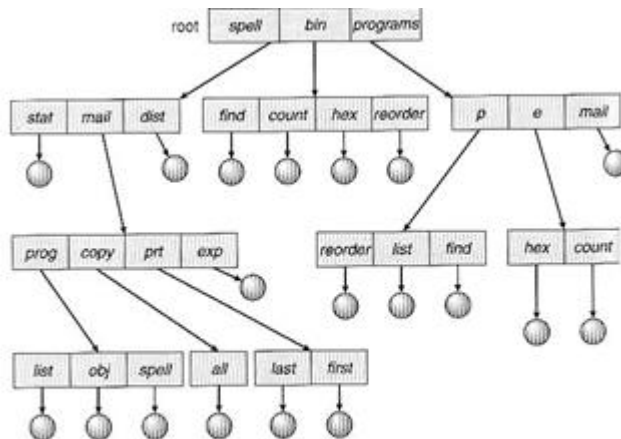 root spell bin programs
stat mail dist find count hex reorder p e mail
prog copy prt exp reorder list find hex count
list obj spell all last first